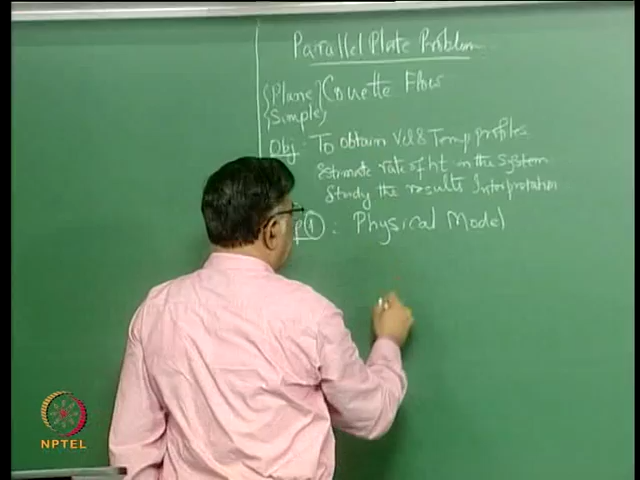 Parallel Plate Problem
{Plane} Couette Flow
{Simple}
Obj: To obtain Vel & Temp profiles
Estimate rate of ht in the System
Study the results Interpretation
(1) : Physical Model
NPTEL